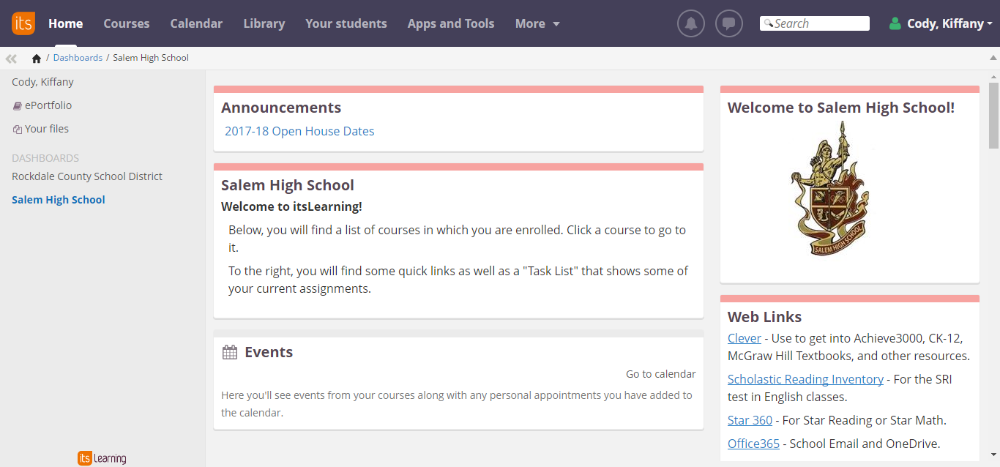 its Home Courses Calendar Library Your students Apps and Tools More Search Cody, Kiffany
/ Dashboards / Salem High School
Cody, Kiffany
ePortfolio
Your files
DASHBOARDS
Rockdale County School District
Salem High School
its Learning
Announcements
2017-18 Open House Dates
Salem High School
Welcome to itsLearning!
Below, you will find a list of courses in which you are enrolled. Click a course to go to
it.
To the right, you will find some quick links as well as a "Task List" that shows some of
your current assignments.
Events
Go to calendar
Here you'll see events from your courses along with any personal appointments you have added to
the calendar.
Welcome to Salem High School!
SALEM HIGH SCHOOL
Web Links
Clever - Use to get into Achieve3000, CK-12,
McGraw Hill Textbooks, and other resources.
Scholastic Reading Inventory - For the SRI
test in English classes.
Star 360 - For Star Reading or Star Math.
Office365 - School Email and OneDrive.